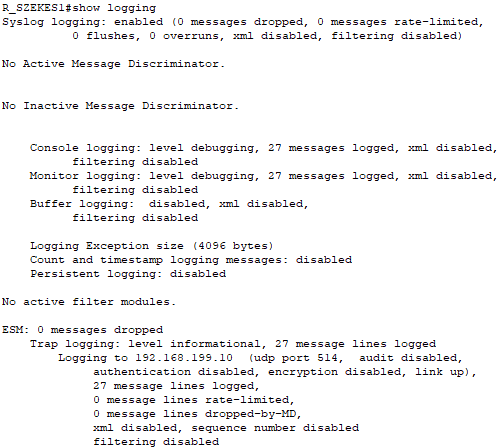 R_SZEKES1#show logging
Syslog logging: enabled (0 messages dropped, 0 messages rate-limited,
0 flushes, 0 overruns, xml disabled, filtering disabled)
No Active Message Discriminator.
No Inactive Message Discriminator.
Console logging: level debugging, 27 messages logged, xml disabled,
filtering disabled
Monitor logging: level debugging, 27 messages logged, xml disabled,
filtering disabled
Buffer logging:  disabled, xml disabled,
filtering disabled
Logging Exception size (4096 bytes)
Count and timestamp logging messages: disabled
Persistent logging: disabled
No active filter modules.
ESM: 0 messages dropped
Trap logging: level informational, 27 message lines logged
Logging to 192.168.199.10  (udp port 514,  audit disabled,
authentication disabled, encryption disabled, link up),
27 message lines logged,
0 message lines rate-limited,
0 message lines dropped-by-MD,
xml disabled, sequence number disabled
filtering disabled